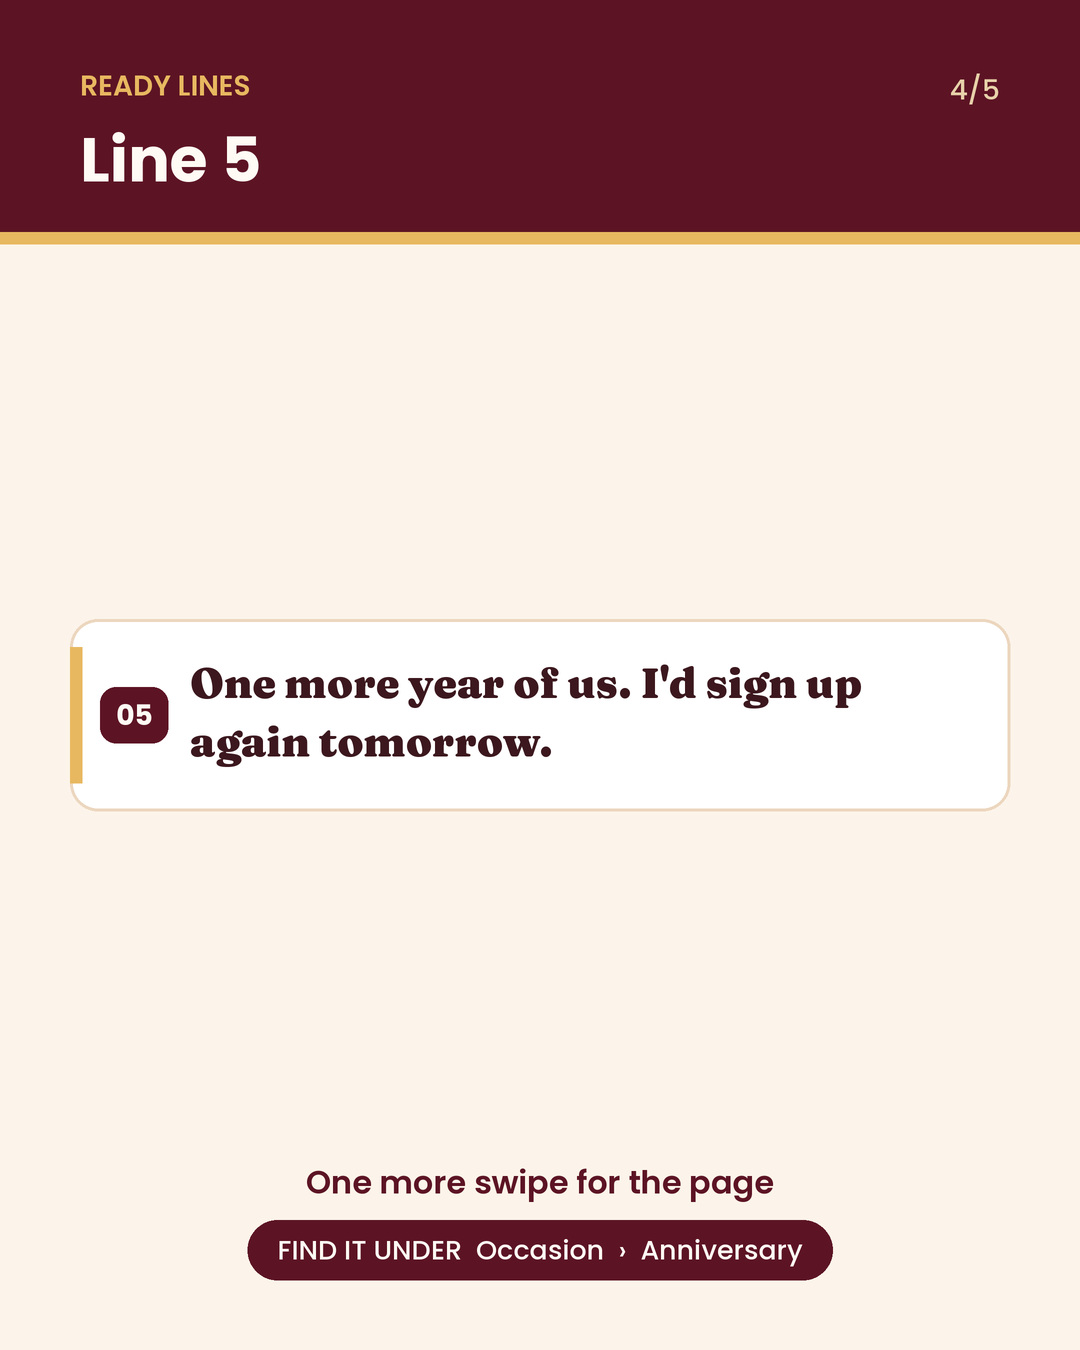 READY LINES
4/5
Line 5
05
One more year of us. I'd sign up
again tomorrow.
One more swipe for the page
FIND IT UNDER Occasion › Anniversary